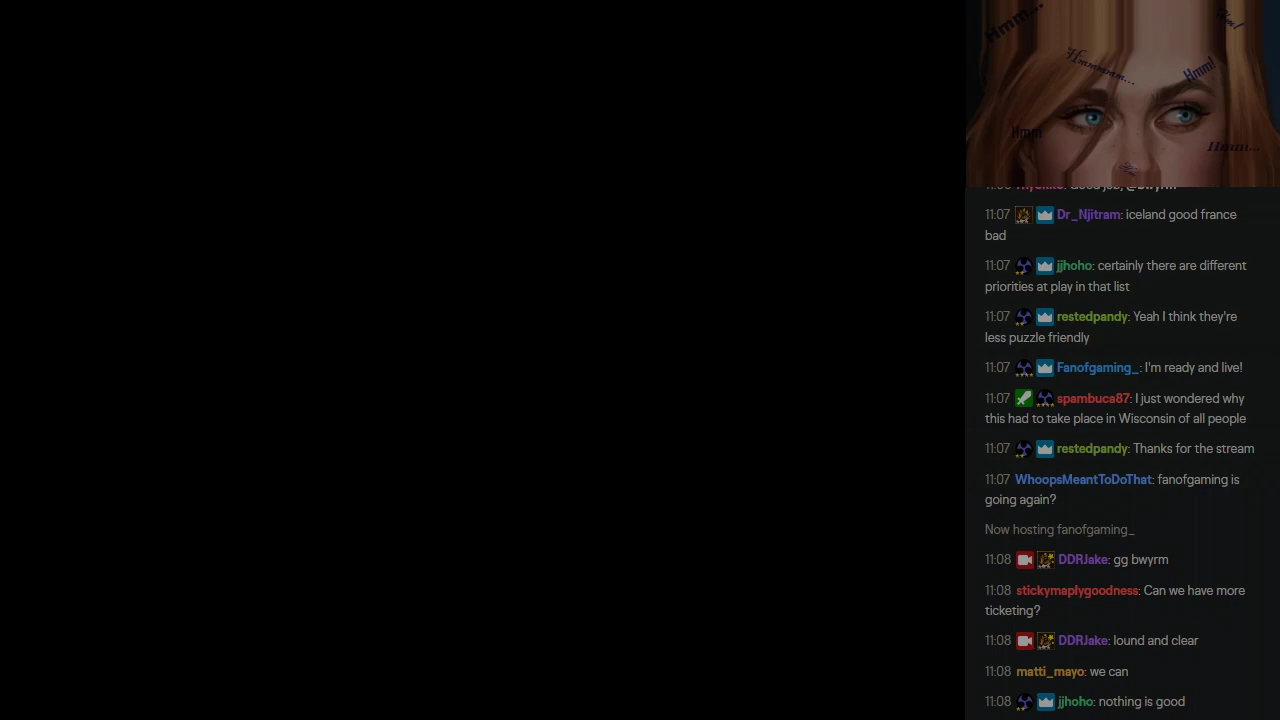 Hmm...
Hm!
Hmmmmm...
Hmm!
Hmm
Hmm...
11:07 Dr_Njitram: iceland good france
bad
11:07 jjhoho: certainly there are different
priorities at play in that list
11:07 restedpandy: Yeah I think they're
less puzzle friendly
11:07 Fanofgaming_: I'm ready and live!
11:07 spambuca87: I just wondered why
this had to take place in Wisconsin of all people
11:07 restedpandy: Thanks for the stream
11:07 WhoopsMeantToDoThat: fanofgaming is
going again?
Now hosting fanofgaming_
11:08 DDRJake: gg bwyrm
11:08 stickymaplygoodness: Can we have more
ticketing?
11:08 DDRJake: lound and clear
11:08 matti_mayo: we can
11:08 jjhoho: nothing is good